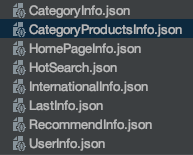 CategoryInfo.json
CategoryProductsInfo.json
HomePageInfo.json
HotSearch.json
InternationalInfo.json
LastInfo.json
RecommendInfo.json
UserInfo.json